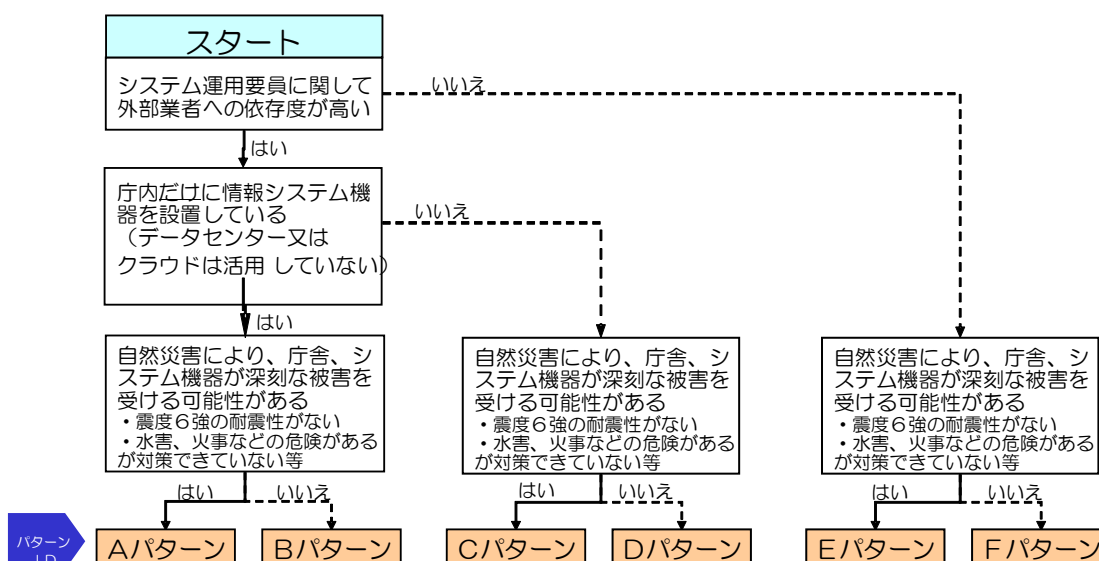 スタート
システム運用要員に関して
外部業者への依存度が高い
いいえ
はい
庁内だけに情報システム機
器を設置している
（データセンター又は
クラウドは活用 していない）
いいえ
はい
自然災害により、庁舎、シ
ステム機器が深刻な被害を
受ける可能性がある
・震度６強の耐震性がない
・水害、火事などの危険がある
が対策できていない等
自然災害により、庁舎、シ
ステム機器が深刻な被害を
受ける可能性がある
・震度６強の耐震性がない
・水害、火事などの危険がある
が対策できていない等
自然災害により、庁舎、シ
ステム機器が深刻な被害を
受ける可能性がある
・震度６強の耐震性がない
・水害、火事などの危険がある
が対策できていない等
はい
いいえ
はい
いいえ
はい
いいえ
パターン
Ａパターン
Ｂパターン
Ｃパターン
Ｄパターン
Ｅパターン
Ｆパターン